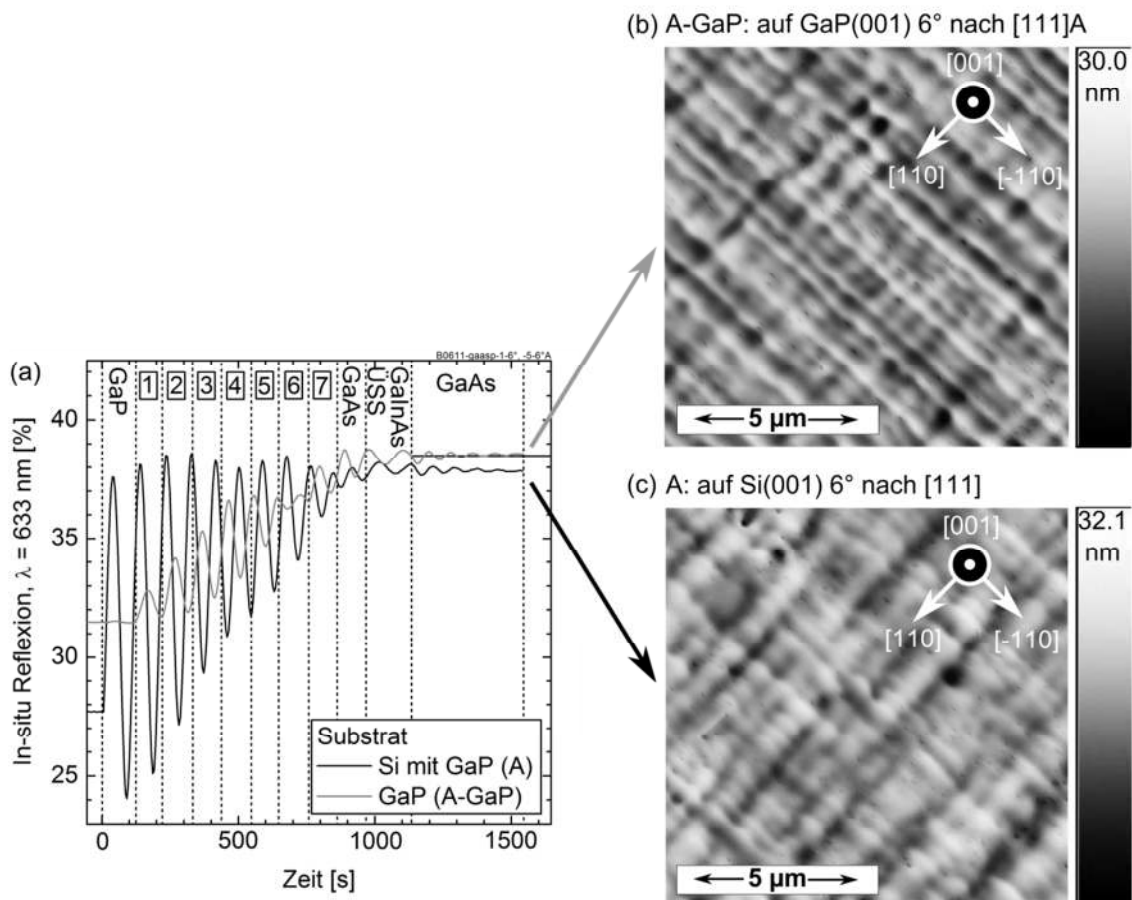 (b) A-GaP: auf GaP(001) 6° nach [111]A
[001]
[110]
[-110]
5 µm
30.0
nm
(a)
B0611-gaasp-1-6°, -5-6°A
GaP
1
2
3
4
5
6
7
GaAs
USS
GaInAs
GaAs
In-situ Reflexion, λ = 633 nm [%]
40
35
30
25
Substrat
Si mit GaP (A)
GaP (A-GaP)
0
500
1000
1500
Zeit [s]
(c) A: auf Si(001) 6° nach [111]
[001]
[110]
[-110]
5 µm
32.1
nm